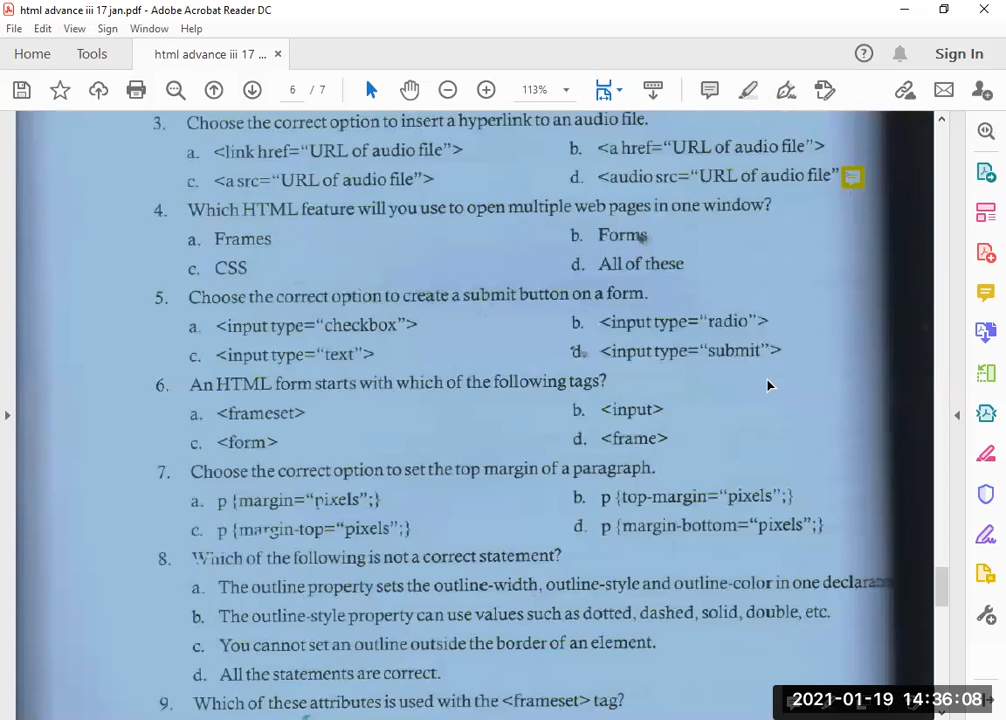 html advance iii 17 jan.pdf - Adobe Acrobat Reader DC
File Edit View Sign Window Help
Home Tools html advance iii 17 ... × Sign In
6 / 7 113%
3. Choose the correct option to insert a hyperlink to an audio file.
a. <link href="URL of audio file"> b. <a href="URL of audio file">
c. <a src="URL of audio file"> d. <audio src="URL of audio file"
4. Which HTML feature will you use to open multiple web pages in one window?
a. Frames b. Forms
c. CSS d. All of these
5. Choose the correct option to create a submit button on a form.
a. <input type="checkbox"> b. <input type="radio">
c. <input type="text"> d. <input type="submit">
6. An HTML form starts with which of the following tags?
a. <frameset> b. <input>
c. <form> d. <frame>
7. Choose the correct option to set the top margin of a paragraph.
a. p {margin="pixels";} b. p {top-margin="pixels";}
c. p {margin-top="pixels";} d. p {margin-bottom="pixels";}
8. Which of the following is not a correct statement?
a. The outline property sets the outline-width, outline-style and outline-color in one
b. The outline-style property can use values such as dotted, dashed, solid, double, etc.
c. You cannot set an outline outside the border of an element.
d. All the statements are correct.
9. Which of these attributes is used with the <frameset> tag?
2021-01-19 14:36:08